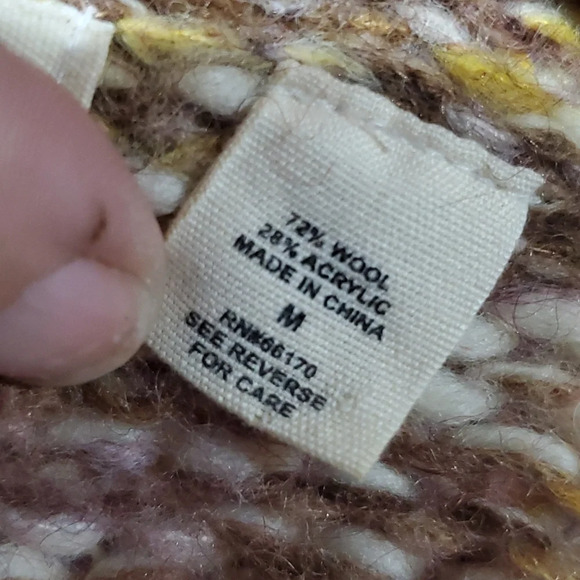 72% WOOL
28% ACRYLIC
MADE IN CHINA
M
RN#66170
SEE REVERSE
FOR CARE